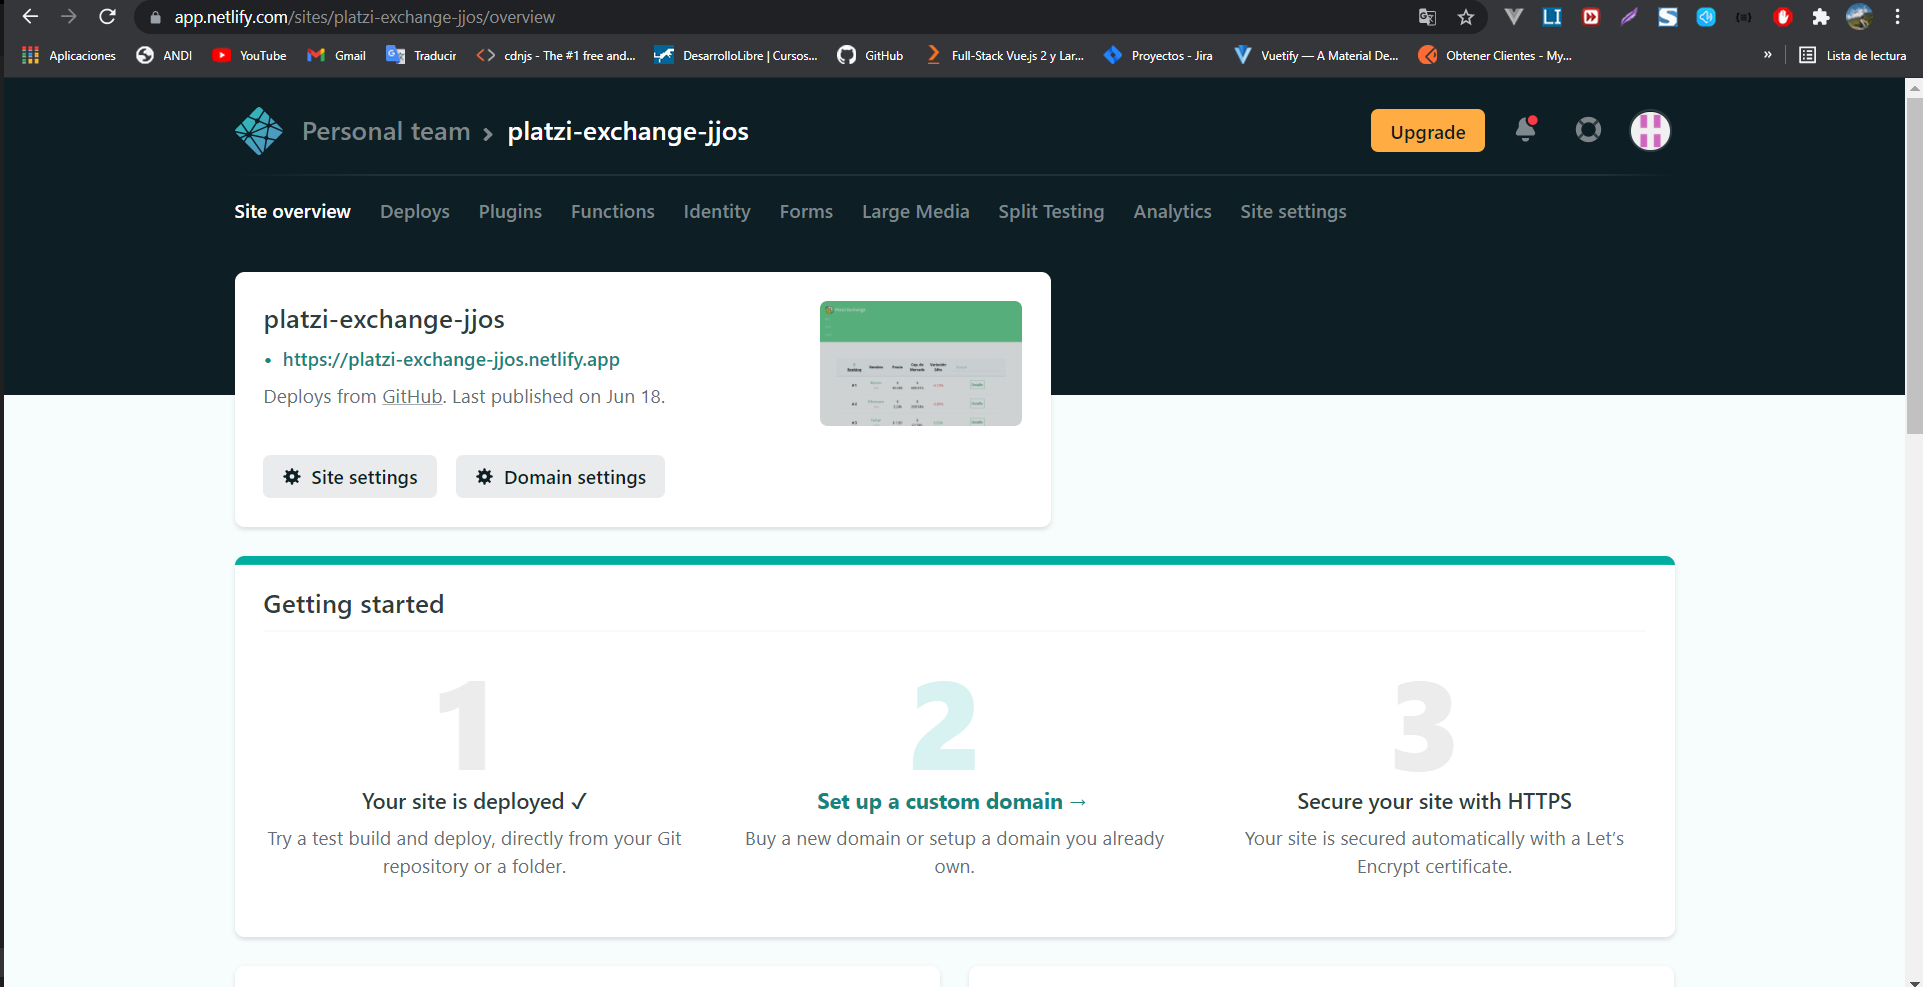 app.netlify.com/sites/platzi-exchange-jjos/overview
Aplicaciones ANDI YouTube Gmail Traducir cdnjs - The #1 free and... DesarrolloLibre | Cursos... GitHub Full-Stack Vue.js 2 y Lar... Proyectos - Jira Vuetify — A Material De... Obtener Clientes - My... » Lista de lectura
Personal team > platzi-exchange-jjos
Upgrade
Site overview Deploys Plugins Functions Identity Forms Large Media Split Testing Analytics Site settings
platzi-exchange-jjos
• https://platzi-exchange-jjos.netlify.app
Deploys from GitHub. Last published on Jun 18.
Site settings Domain settings
Getting started
1
Your site is deployed ✓
Try a test build and deploy, directly from your Git
repository or a folder.
2
Set up a custom domain →
Buy a new domain or setup a domain you already
own.
3
Secure your site with HTTPS
Your site is secured automatically with a Let’s
Encrypt certificate.